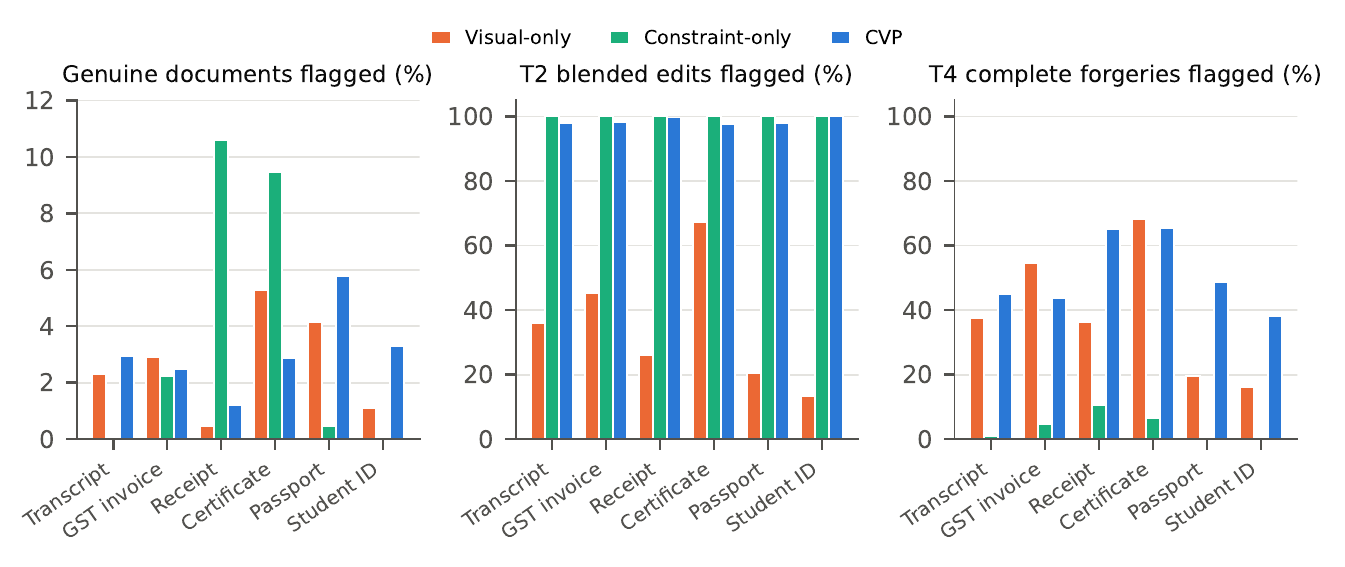 Visual-only Constraint-only CVP
Genuine documents flagged (%)
12
10
8
6
4
2
0
Transcript
GST invoice
Receipt
Certificate
Passport
Student ID
T2 blended edits flagged (%)
100
80
60
40
20
0
Transcript
GST invoice
Receipt
Certificate
Passport
Student ID
T4 complete forgeries flagged (%)
100
80
60
40
20
0
Transcript
GST invoice
Receipt
Certificate
Passport
Student ID